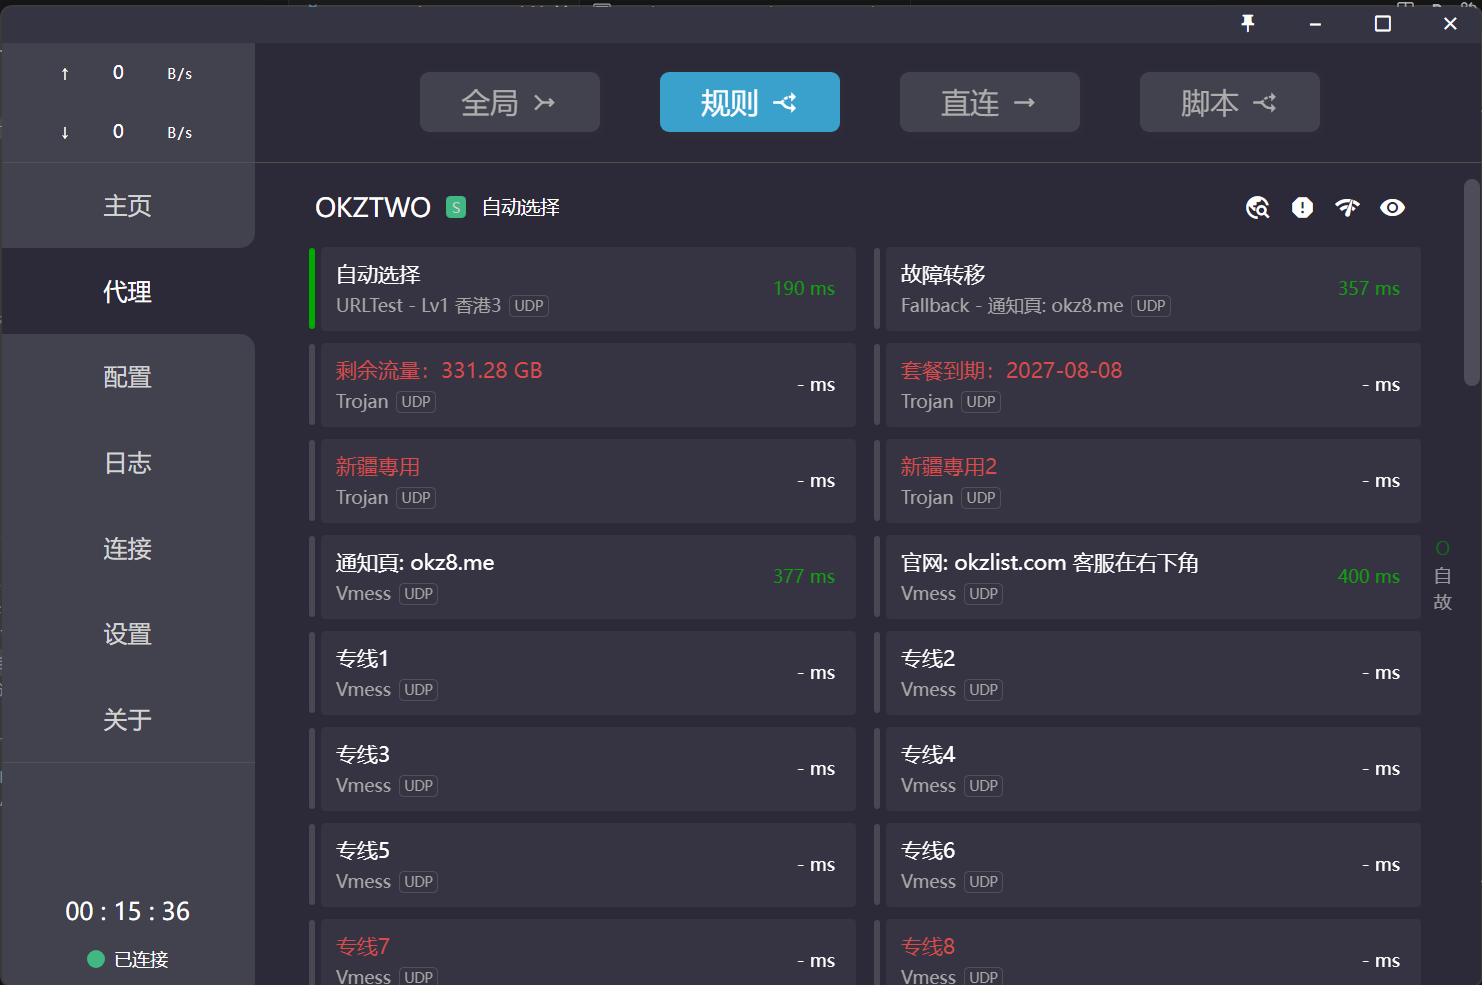 ↑ 0 B/s
↓ 0 B/s
全局
规则
直连 →
脚本
主页
代理
配置
日志
连接
设置
关于
00 : 15 : 36
已连接
OKZTWO S 自动选择
自动选择
URLTest - Lv1 香港3 UDP
190 ms
故障转移
Fallback - 通知頁: okz8.me UDP
357 ms
剩余流量：331.28 GB
Trojan UDP
- ms
套餐到期：2027-08-08
Trojan UDP
- ms
新疆專用
Trojan UDP
- ms
新疆專用2
Trojan UDP
- ms
通知頁: okz8.me
Vmess UDP
377 ms
官网: okzlist.com 客服在右下角
Vmess UDP
400 ms
专线1
Vmess UDP
- ms
专线2
Vmess UDP
- ms
专线3
Vmess UDP
- ms
专线4
Vmess UDP
- ms
专线5
Vmess UDP
- ms
专线6
Vmess UDP
- ms
专线7
Vmess UDP
- ms
专线8
Vmess UDP
- ms
O
自
故